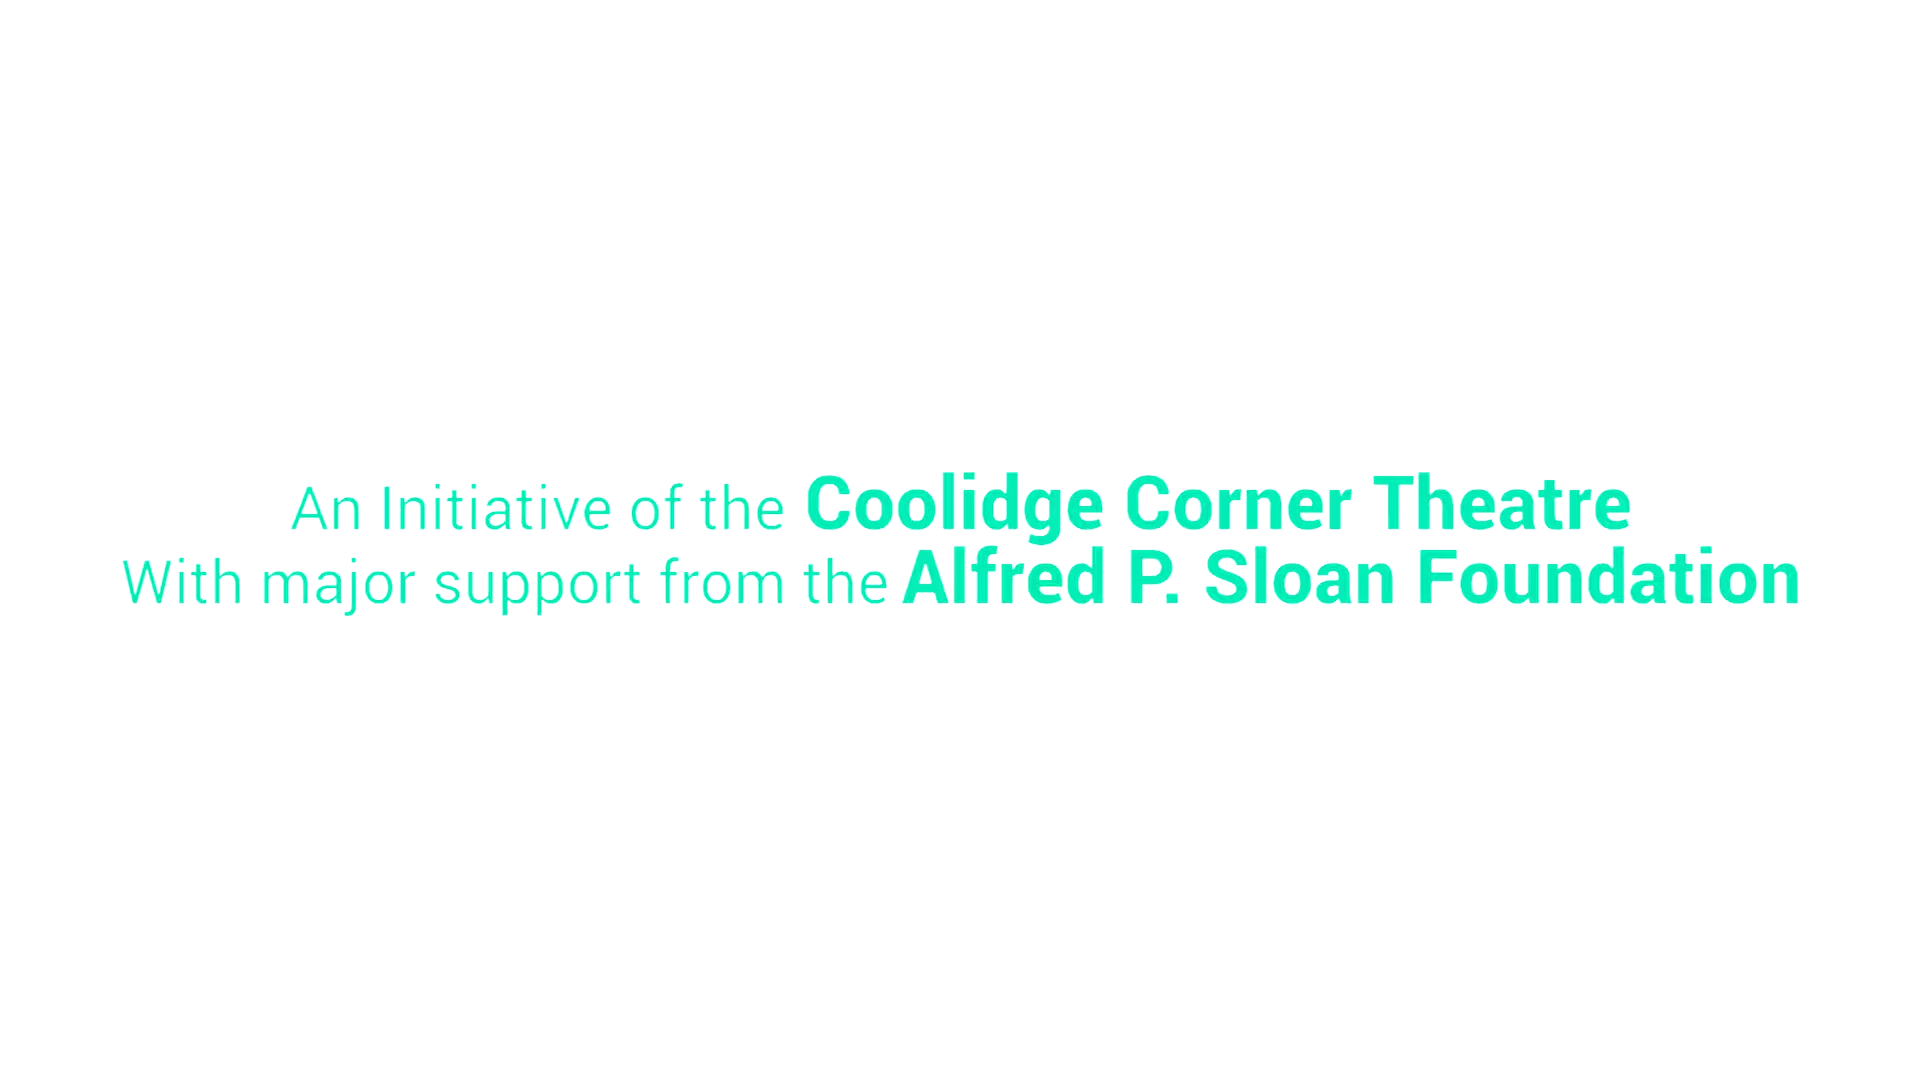 An Initiative of the Coolidge Corner Theatre
With major support from the Alfred P. Sloan Foundation